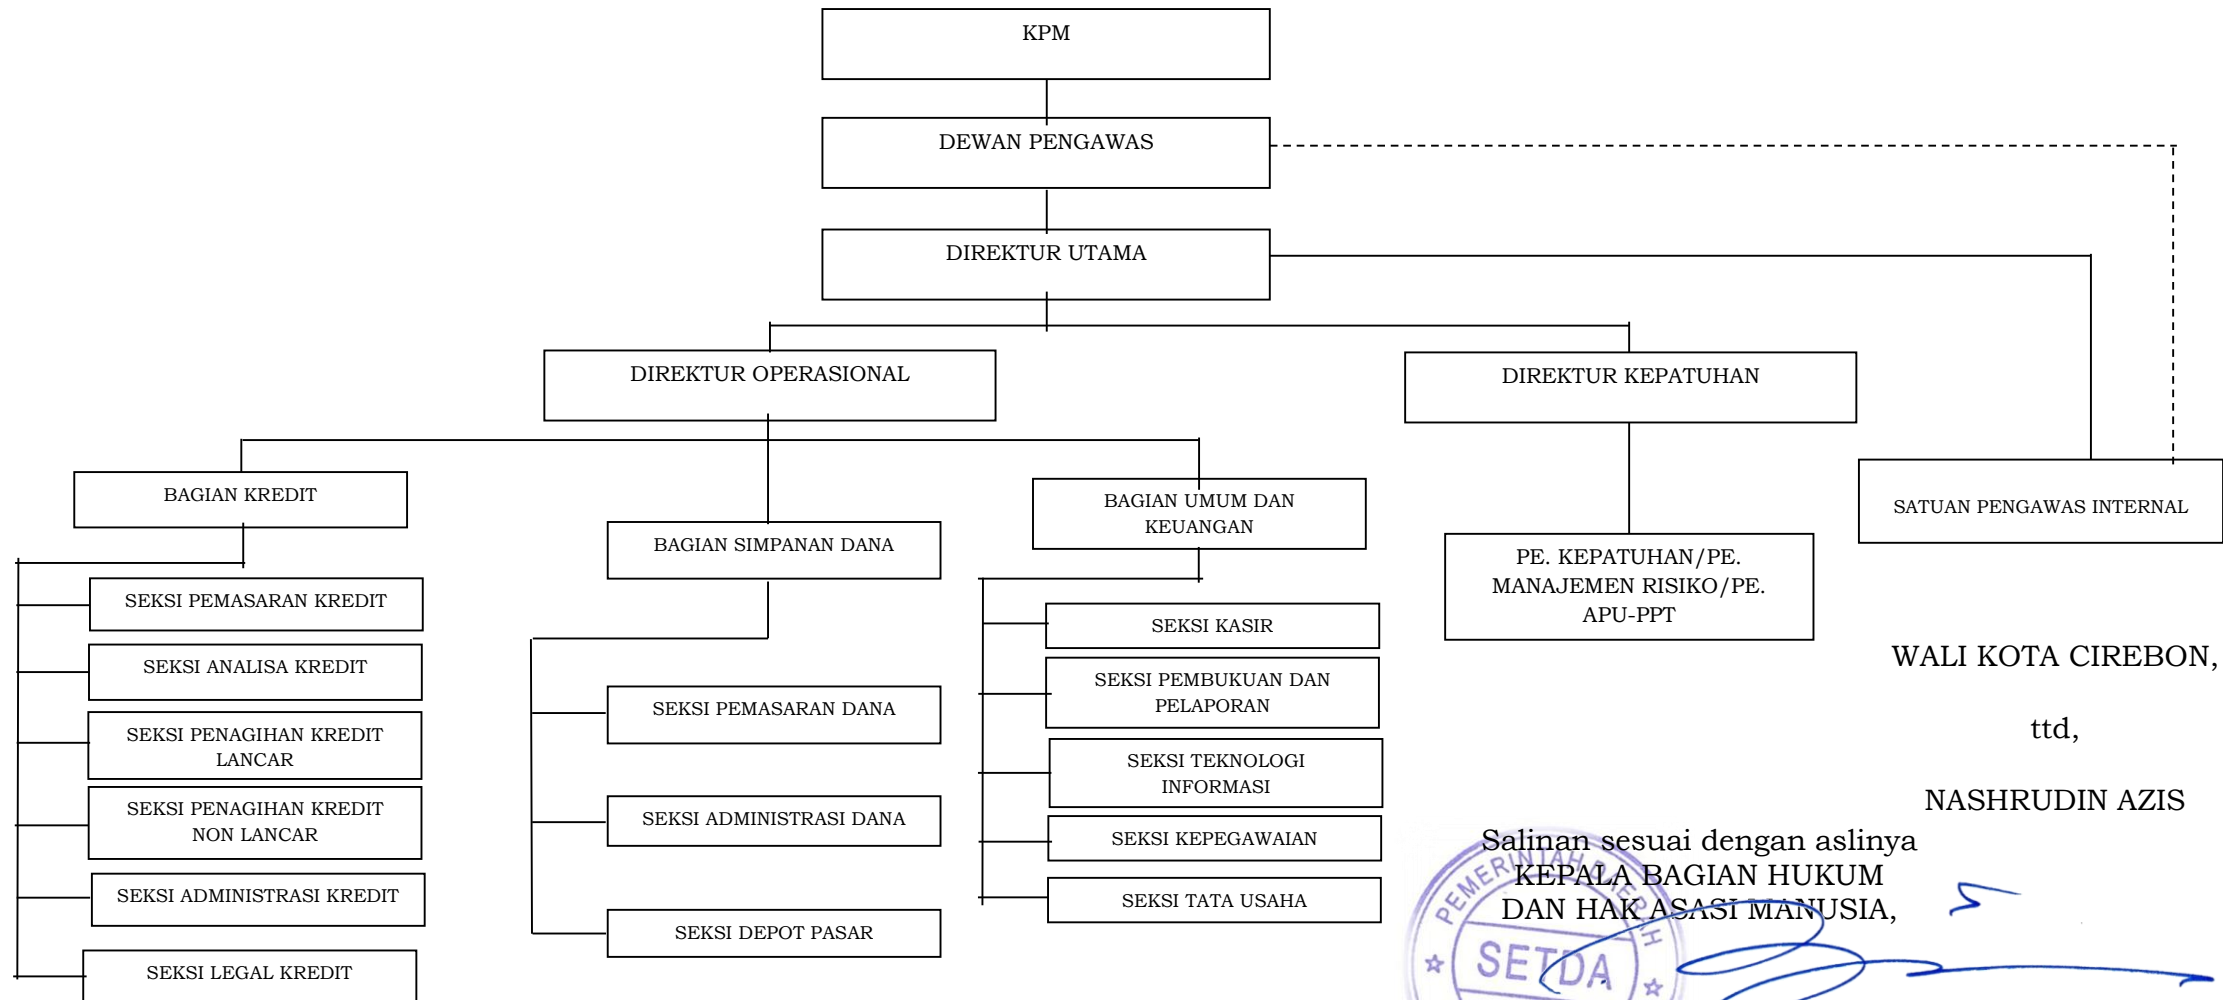 KPM
DEWAN PENGAWAS
DIREKTUR UTAMA
DIREKTUR OPERASIONAL
DIREKTUR KEPATUHAN
BAGIAN KREDIT
SEKSI PEMASARAN KREDIT
SEKSI ANALISA KREDIT
SEKSI PENAGIHAN KREDIT
LANCAR
SEKSI PENAGIHAN KREDIT
NON LANCAR
SEKSI ADMINISTRASI KREDIT
SEKSI LEGAL KREDIT
BAGIAN SIMPANAN DANA
SEKSI PEMASARAN DANA
SEKSI ADMINISTRASI DANA
SEKSI DEPOT PASAR
BAGIAN UMUM DAN
KEUANGAN
SEKSI KASIR
SEKSI PEMBUKUAN DAN
PELAPORAN
SEKSI TEKNOLOGI
INFORMASI
SEKSI KEPEGAWAIAN
SEKSI TATA USAHA
PE. KEPATUHAN/PE.
MANAJEMEN RISIKO/PE.
APU-PPT
SATUAN PENGAWAS INTERNAL
WALI KOTA CIREBON,
ttd,
NASHRUDIN AZIS
Salinan sesuai dengan aslinya
KEPALA BAGIAN HUKUM
DAN HAK ASASI MANUSIA,
PEMERINTAH DAERAH
SETDA